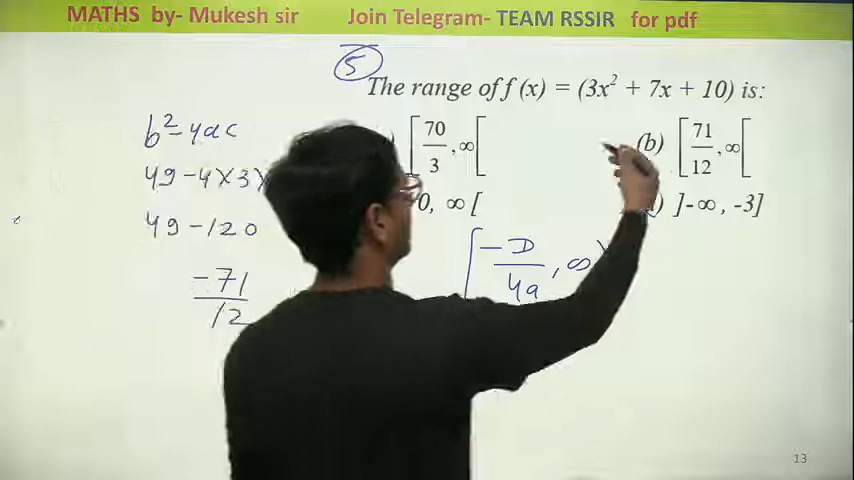 MATHS by- Mukesh sir Join Telegram- TEAM RSSIR for pdf
5
The range of f (x) = (3x² + 7x + 10) is:
[70/3, ∞[ (b) [71/12, ∞[
0, ∞ [ ) ]-∞ , -3]
b² - 4ac
49 - 4 × 3 ×
49 - 120
-71/12
[-D/4a, ∞)
13